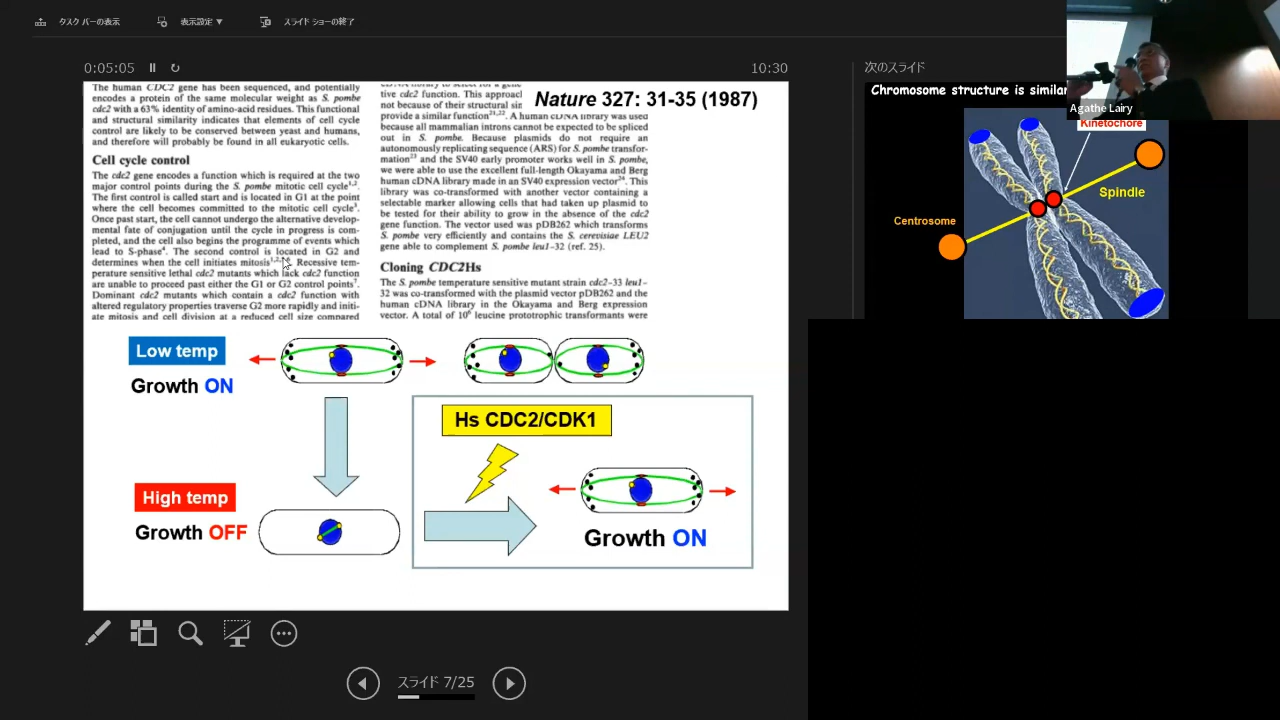 タスク バーの表示
表示設定 ▼
スライド ショーの終了
0:05:05
10:30
The human CDC2 gene has been sequenced, and potentially
encodes a protein of the same molecular weight as S. pombe
cdc2 with a 63% identity of amino-acid residues. This functional
and structural similarity indicates that elements of cell cycle
control are likely to be conserved between yeast and humans,
and therefore will probably be found in all eukaryotic cells.
Cell cycle control
The cdc2 gene encodes a function which is required at the two
major control points during the S. pombe mitotic cell cycle1,2.
The first control is called start and is located in G1 at the point
where the cell becomes committed to the mitotic cell cycle3.
Once past start, the cell cannot undergo the alternative develop-
mental fate of conjugation until the cycle in progress is com-
pleted, and the cell also begins the programme of events which
lead to S-phase4. The second control is located in G2 and
determines when the cell initiates mitosis Recessive tem-
perature sensitive lethal cdc2 mutants which lack cdc2 function
are unable to proceed past either the G1 or G2 control points7.
Dominant cdc2 mutants which contain a cdc2 function with
altered regulatory properties traverse G2 more rapidly and initi-
ate mitosis and cell division at a reduced cell size compared
tive cdc2 function. This approac
not because of their structural sin
provide a similar function21,22. A human cDNA library was used
because all mammalian introns cannot be expected to be spliced
out in S. pombe. Because plasmids do not require an
autonomously replicating sequence (ARS) for S. pombe transfor-
mation23 and the SV40 early promoter works well in S. pombe,
we were able to use the excellent full-length Okayama and Berg
human cDNA library made in an SV40 expression vector24. This
library was co-transformed with another vector containing a
selectable marker allowing cells that had taken up plasmid to
be tested for their ability to grow in the absence of the cdc2
gene function. The vector used was pDB262 which transforms
S. pombe very efficiently and contains the S. cerevisiae LEU2
gene able to complement S. pombe leu1-32 (ref. 25).
Cloning CDC2Hs
The S. pombe temperature sensitive mutant strain cdc2-33 leu1-
32 was co-transformed with the plasmid vector pDB262 and the
human cDNA library in the Okayama and Berg expression
vector. A total of 106 leucine prototrophic transformants were
Nature 327: 31-35 (1987)
Low temp
Growth ON
High temp
Growth OFF
Hs CDC2/CDK1
Growth ON
スライド 7/25
次のスライド
Chromosome structure is similar
Agathe Lairy
Kinetochore
Spindle
Centrosome